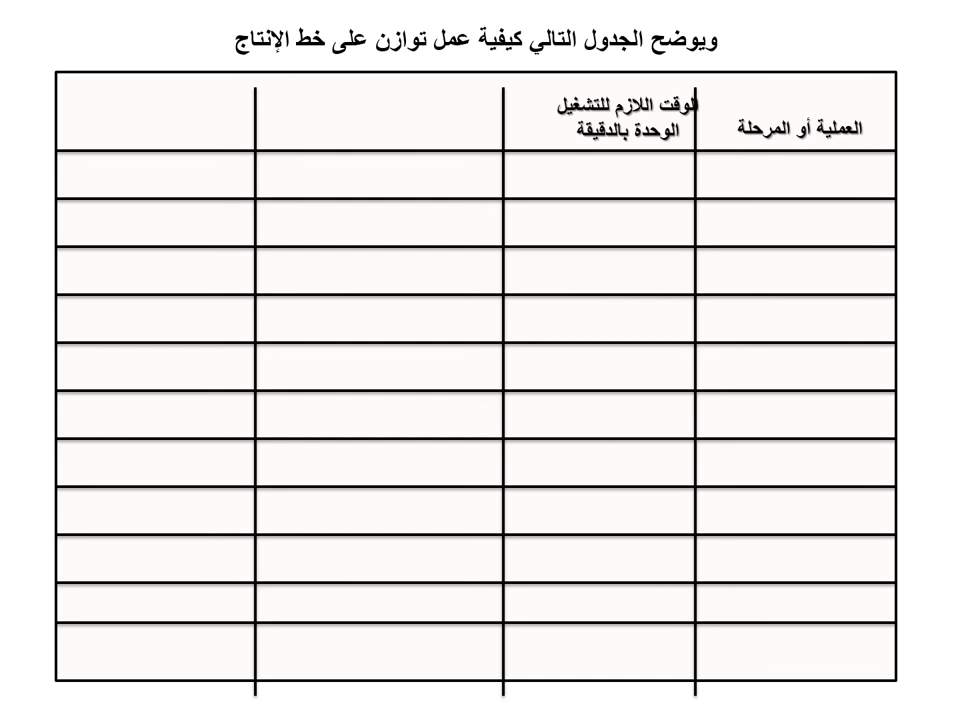 ويوضح الجدول التالي كيفية عمل توازن على خط الإنتاج
العملية أو المرحلة
الوقت اللازم للتشغيل
الوحدة بالدقيقة